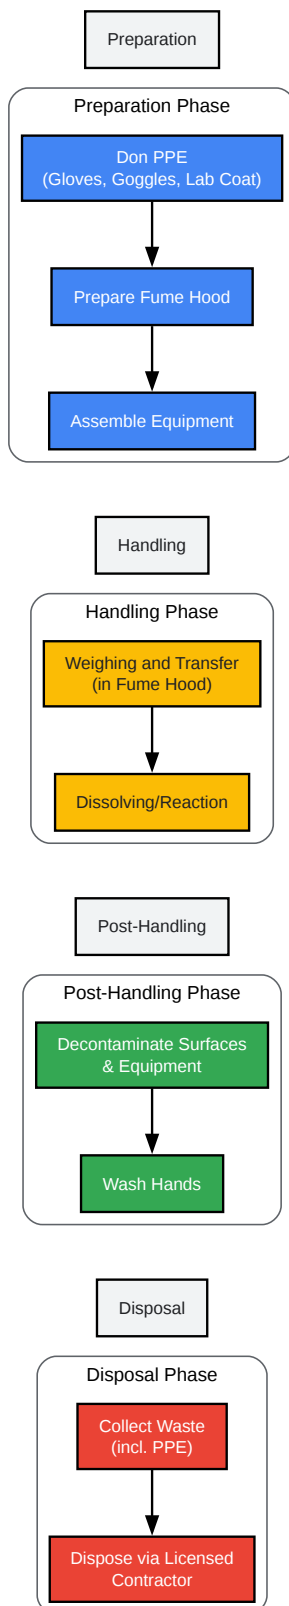 Preparation
Preparation Phase
Don PPE
(Gloves, Goggles, Lab Coat)
Prepare Fume Hood
Assemble Equipment
Handling
Handling Phase
Weighing and Transfer
(in Fume Hood)
Dissolving/Reaction
Post-Handling
Post-Handling Phase
Decontaminate Surfaces
& Equipment
Wash Hands
Disposal
Disposal Phase
Collect Waste
(incl. PPE)
Dispose via Licensed
Contractor